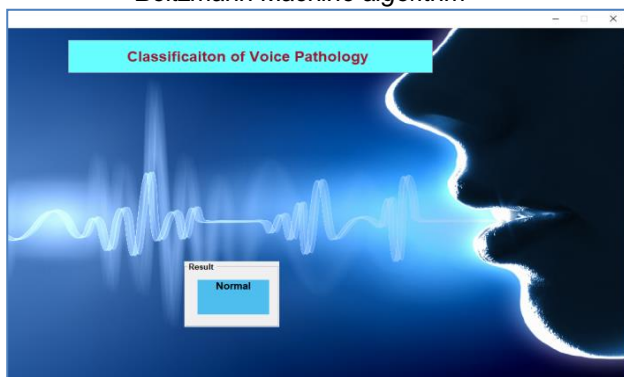 Boltzmann Machine algorithm
Classificaiton of Voice Pathology
Result
Normal